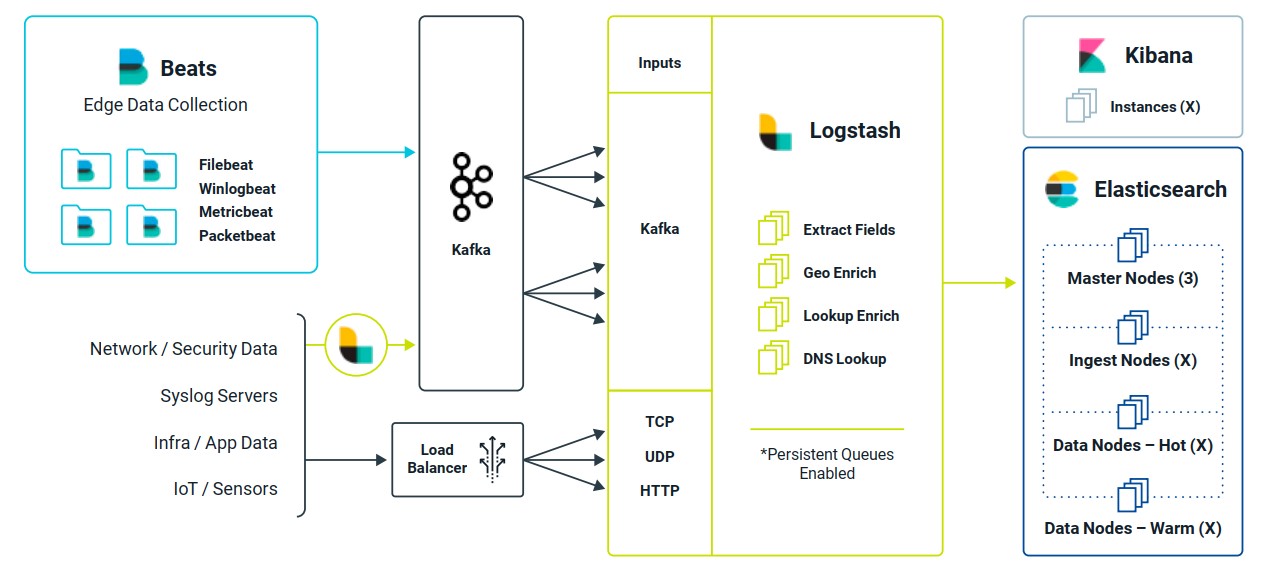 Beats
Edge Data Collection
Filebeat
Winlogbeat
Metricbeat
Packetbeat
Network / Security Data
Syslog Servers
Infra / App Data
IoT / Sensors
Kafka
Load
Balancer
Inputs
Kafka
TCP
UDP
HTTP
Logstash
Extract Fields
Geo Enrich
Lookup Enrich
DNS Lookup
*Persistent Queues
Enabled
Kibana
Instances (X)
Elasticsearch
Master Nodes (3)
Ingest Nodes (X)
Data Nodes – Hot (X)
Data Nodes – Warm (X)